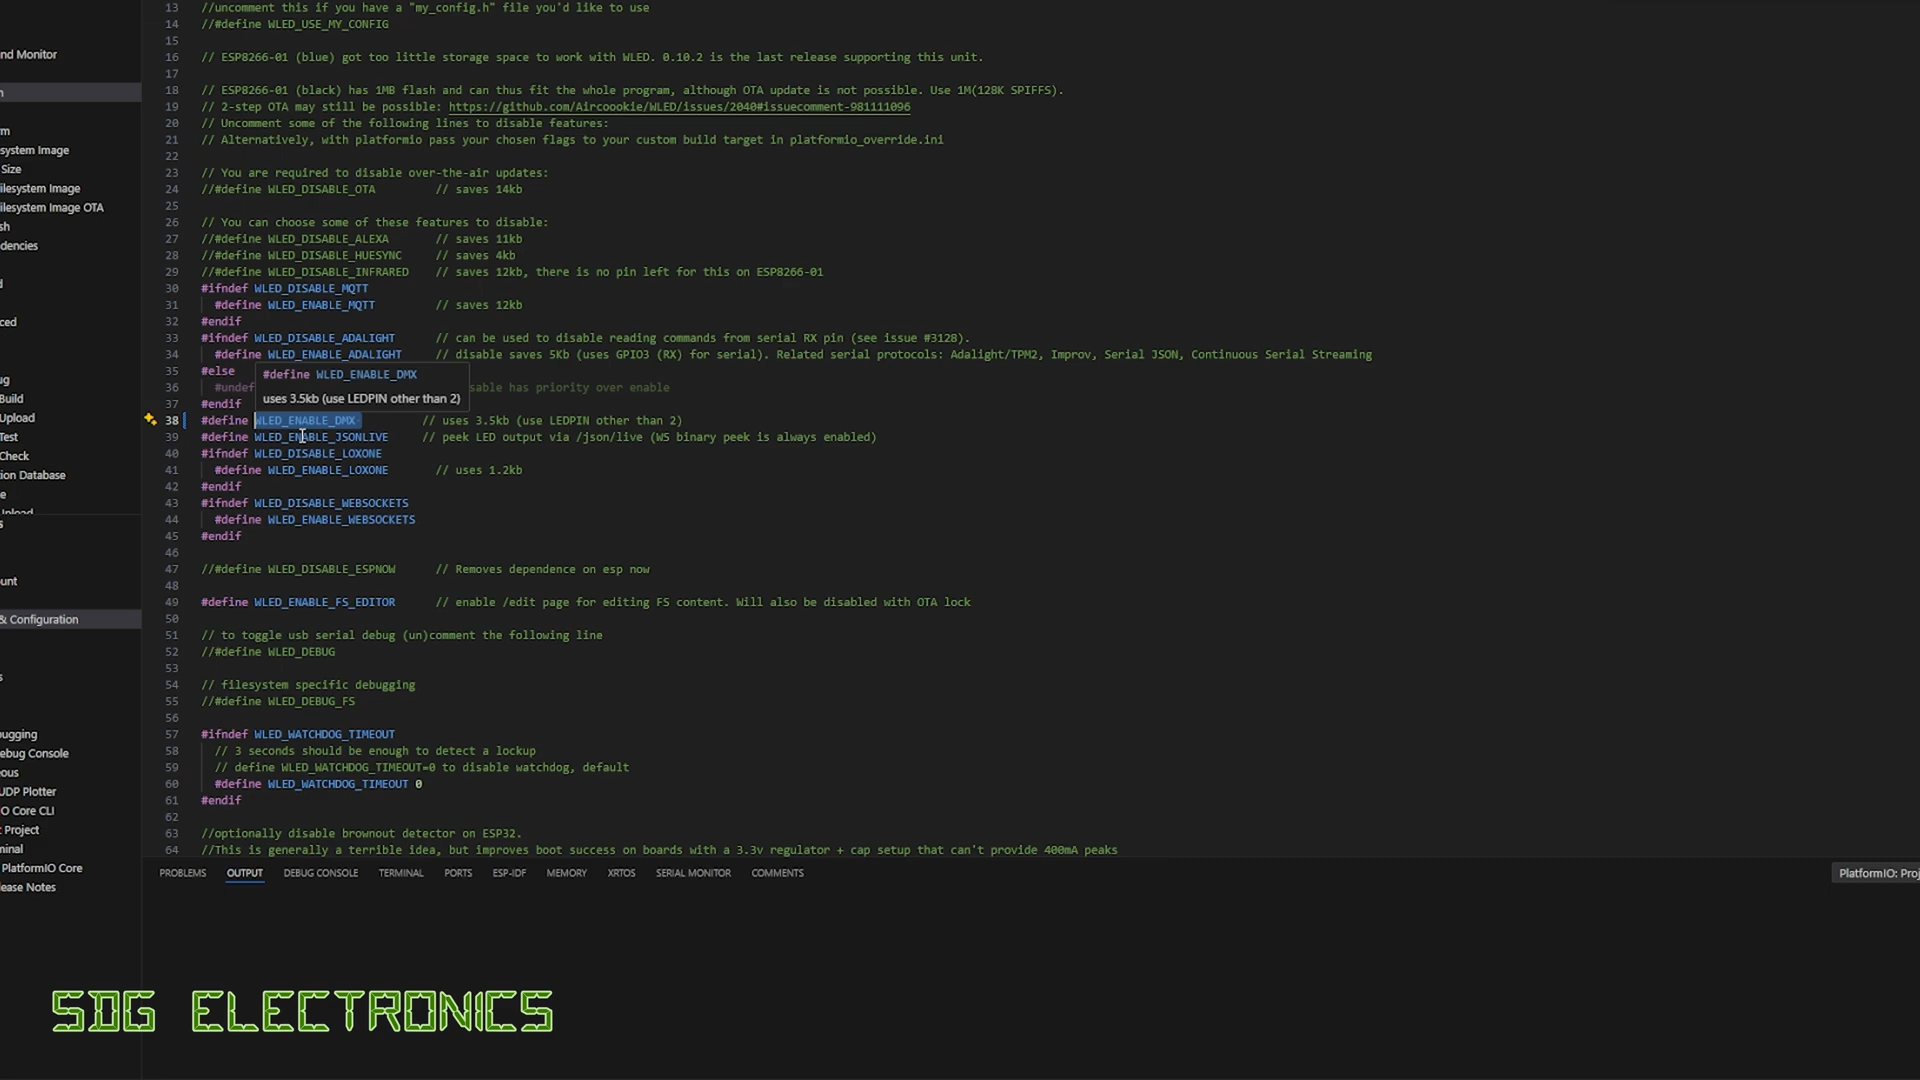 13 //uncomment this if you have a "my_config.h" file you'd like to use
14 //#define WLED_USE_MY_CONFIG
15
nd Monitor
16 // ESP8266-01 (blue) got too little storage space to work with WLED. 0.10.2 is the last release supporting this unit.
17
18 // ESP8266-01 (black) has 1MB flash and can thus fit the whole program, although OTA update is not possible. Use 1M(128K SPIFFS).
19 // 2-step OTA may still be possible: https://github.com/Aircoookie/WLED/issues/2040#issuecomment-981111096
20 // Uncomment some of the following lines to disable features:
rm
21 // Alternatively, with platformio pass your chosen flags to your custom build target in platformio_override.ini
system Image
22
Size
23 // You are required to disable over-the-air updates:
ilesystem Image
24 //#define WLED_DISABLE_OTA // saves 14kb
ilesystem Image OTA
25
26 // You can choose some of these features to disable:
sh
27 //#define WLED_DISABLE_ALEXA // saves 11kb
dencies
28 //#define WLED_DISABLE_HUESYNC // saves 4kb
29 //#define WLED_DISABLE_INFRARED // saves 12kb, there is no pin left for this on ESP8266-01
d
30 #ifndef WLED_DISABLE_MQTT
31 #define WLED_ENABLE_MQTT // saves 12kb
ced
32 #endif
33 #ifndef WLED_DISABLE_ADALIGHT // can be used to disable reading commands from serial RX pin (see issue #3128).
34 #define WLED_ENABLE_ADALIGHT // disable saves 5Kb (uses GPIO3 (RX) for serial). Related serial protocols: Adalight/TPM2, Improv, Serial JSON, Continuous Serial Streaming
35 #else
#define WLED_ENABLE_DMX
ug
36 #undef sable has priority over enable
Build
uses 3.5kb (use LEDPIN other than 2)
37 #endif
Upload
38 #define WLED_ENABLE_DMX // uses 3.5kb (use LEDPIN other than 2)
Test
39 #define WLED_ENABLE_JSONLIVE // peek LED output via /json/live (WS binary peek is always enabled)
Check
40 #ifndef WLED_DISABLE_LOXONE
ion Database
41 #define WLED_ENABLE_LOXONE // uses 1.2kb
e
42 #endif
43 #ifndef WLED_DISABLE_WEBSOCKETS
Upload
s
44 #define WLED_ENABLE_WEBSOCKETS
45 #endif
46
47 //#define WLED_DISABLE_ESPNOW // Removes dependence on esp now
ount
48
49 #define WLED_ENABLE_FS_EDITOR // enable /edit page for editing FS content. Will also be disabled with OTA lock
& Configuration
50
51 // to toggle usb serial debug (un)comment the following line
52 //#define WLED_DEBUG
53
s
54 // filesystem specific debugging
55 //#define WLED_DEBUG_FS
56
ugging
57 #ifndef WLED_WATCHDOG_TIMEOUT
ebug Console
58 // 3 seconds should be enough to detect a lockup
ous
59 // define WLED_WATCHDOG_TIMEOUT=0 to disable watchdog, default
UDP Plotter
60 #define WLED_WATCHDOG_TIMEOUT 0
O Core CLI
61 #endif
62
t Project
63 //optionally disable brownout detector on ESP32.
minal
64 //This is generally a terrible idea, but improves boot success on boards with a 3.3v regulator + cap setup that can't provide 400mA peaks
PlatformIO Core
PROBLEMS OUTPUT DEBUG CONSOLE TERMINAL PORTS ESP-IDF MEMORY XRTOS SERIAL MONITOR COMMENTS PlatformIO: Proj
ease Notes
SDG ELECTRONICS